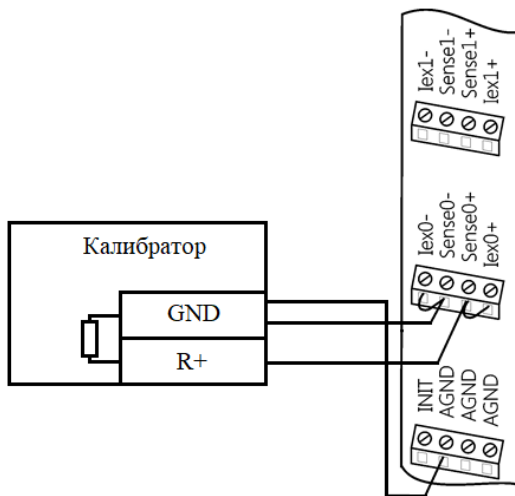 Iex1-
Sense1-
Sense1+
Iex1+
Iex0-
Sense0-
Sense0+
Iex0+
Калибратор
GND
R+
INIT
AGND
AGND
AGND